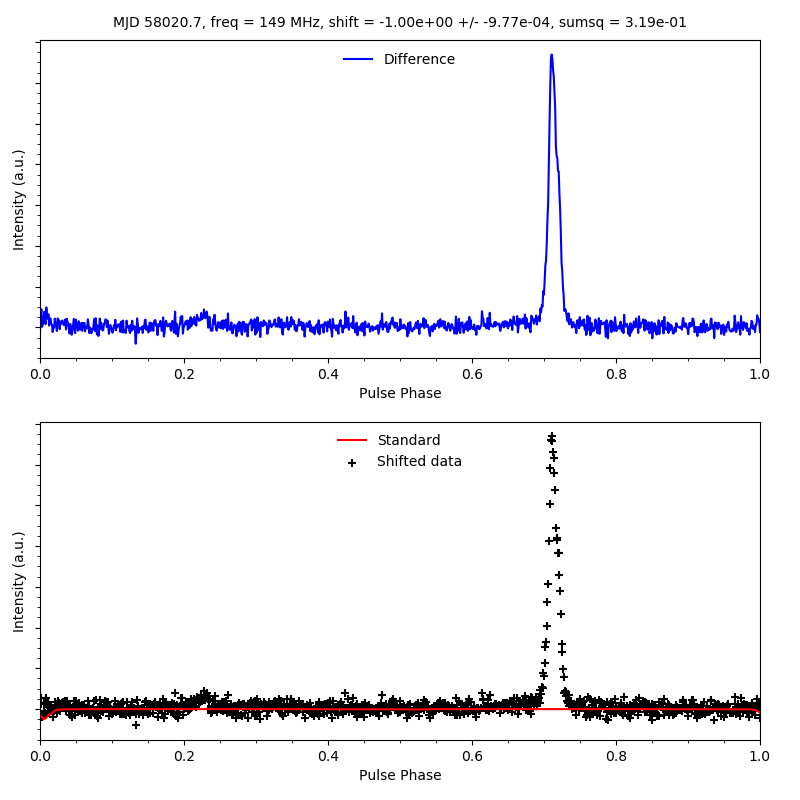 MJD 58020.7, freq = 149 MHz, shift = -1.00e+00 +/- -9.77e-04, sumsq = 3.19e-01
Difference
Intensity (a.u.)
0.0 0.2 0.4 0.6 0.8 1.0
Pulse Phase
Standard
Shifted data
Intensity (a.u.)
0.0 0.2 0.4 0.6 0.8 1.0
Pulse Phase